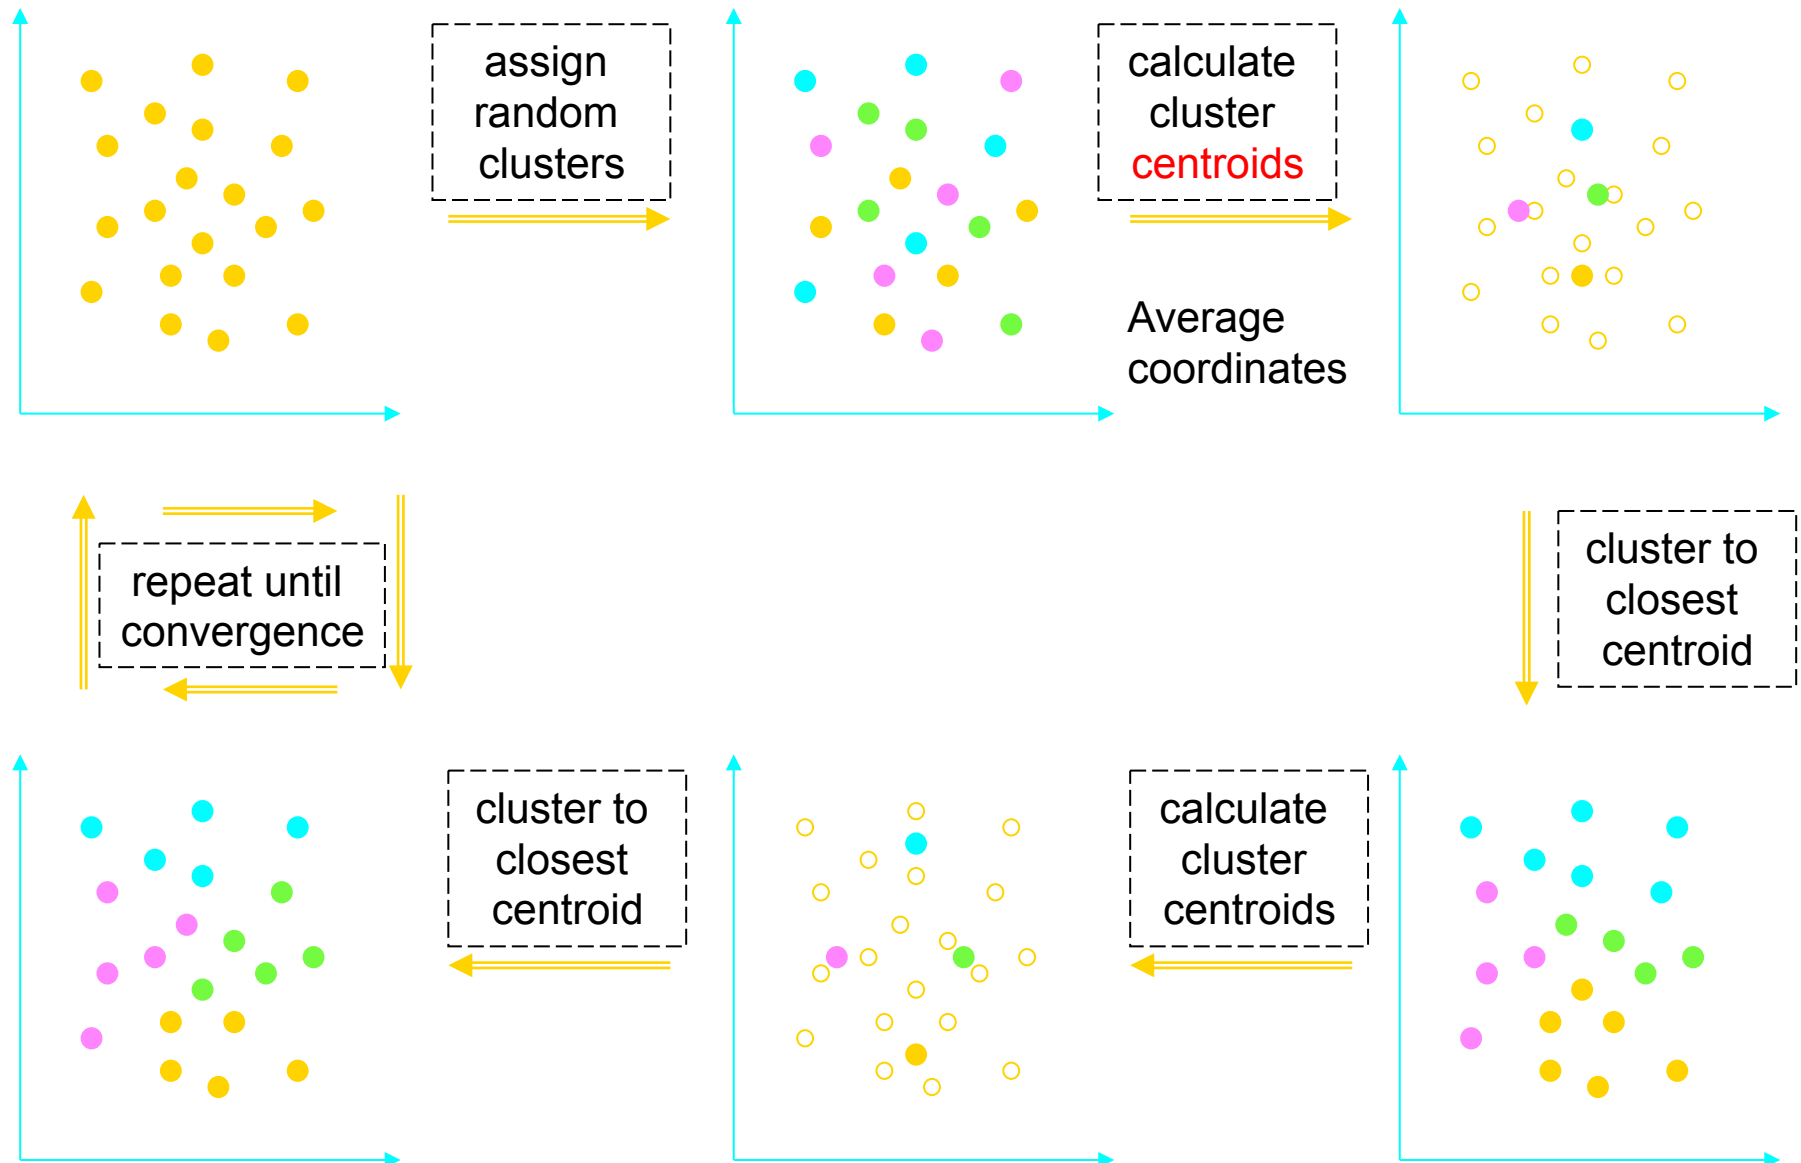 assign
random
clusters
calculate
cluster
centroids
Average
coordinates
repeat until
convergence
cluster to
closest
centroid
cluster to
closest
centroid
calculate
cluster
centroids